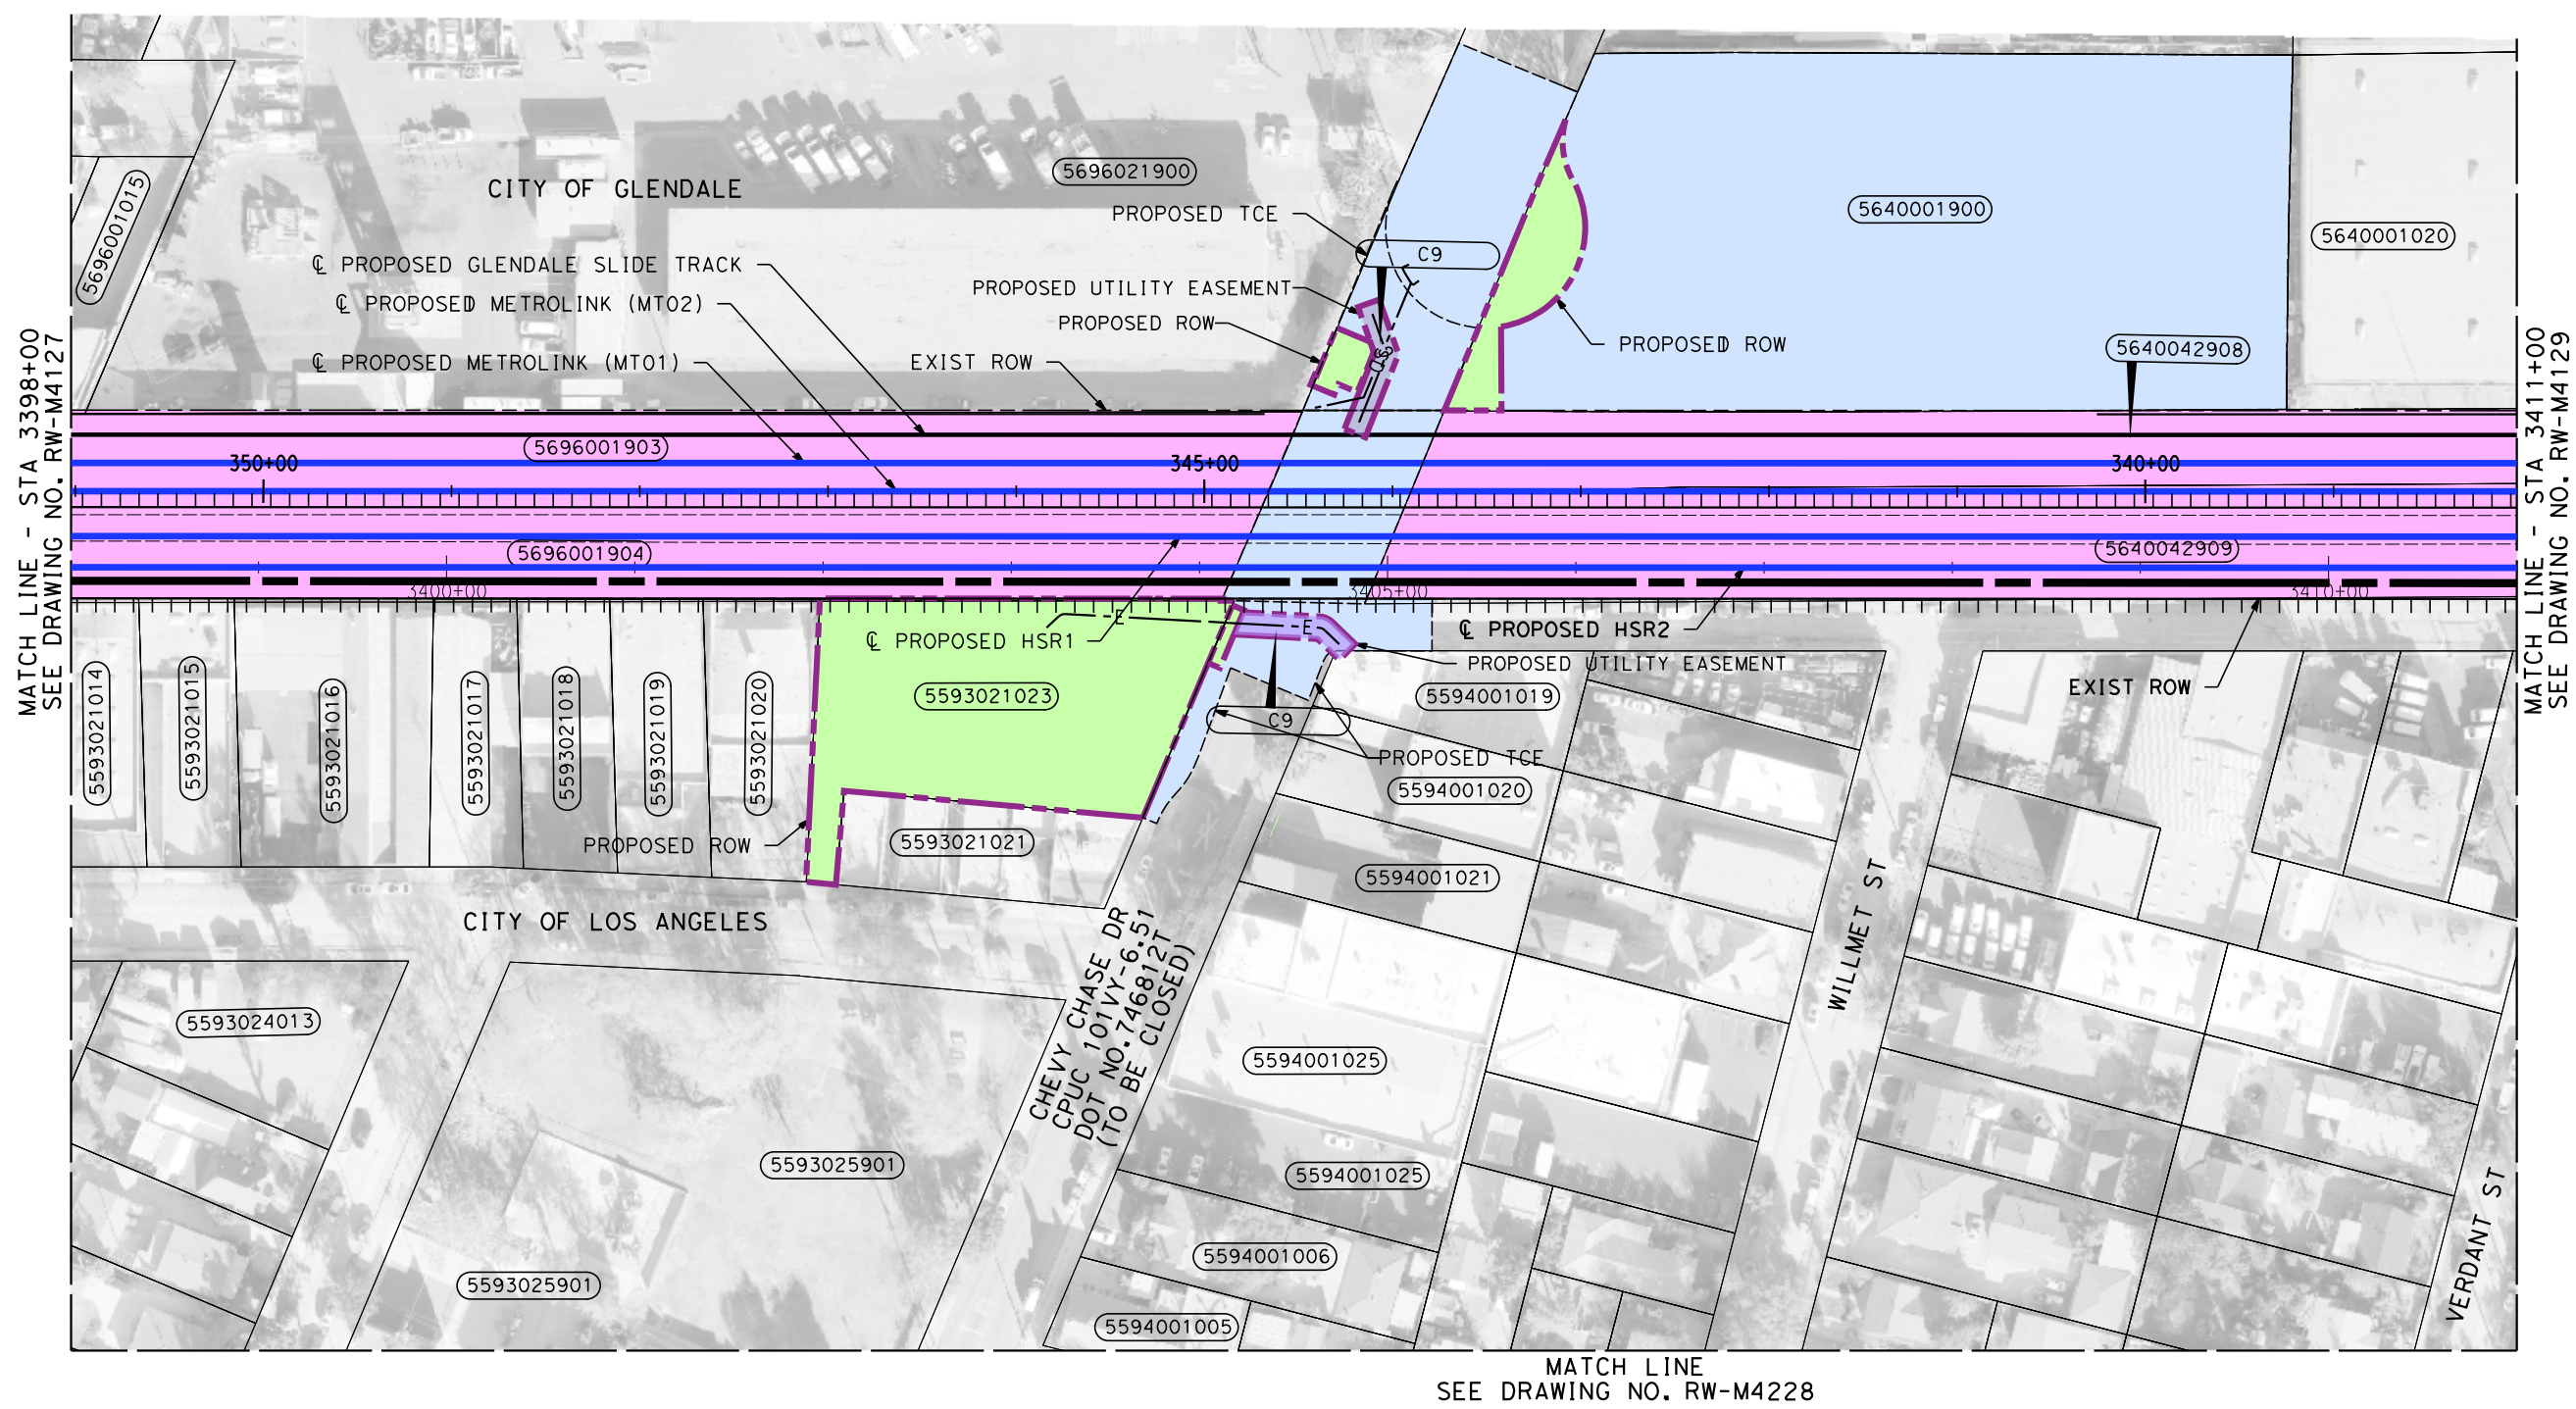 5696001015
CITY OF GLENDALE
5696021900
PROPOSED TCE
C9
5640001900
5640001020
℄ PROPOSED GLENDALE SLIDE TRACK
℄ PROPOSED METROLINK (MT02)
℄ PROPOSED METROLINK (MT01)
PROPOSED UTILITY EASEMENT
PROPOSED ROW
EXIST ROW
PROPOSED ROW
5640042908
MATCH LINE - STA 3398+00
SEE DRAWING NO. RW-M4127
MATCH LINE - STA 3411+00
SEE DRAWING NO. RW-M4129
5696001903
350+00
345+00
340+00
5696001904
5640042909
3400+00
3405+00
3410+00
E
E
℄ PROPOSED HSR1
℄ PROPOSED HSR2
PROPOSED UTILITY EASEMENT
EXIST ROW
5593021014
5593021015
5593021016
5593021017
5593021018
5593021019
5593021020
5593021023
C9
5594001019
PROPOSED TCE
5594001020
PROPOSED ROW
5593021021
5594001021
CITY OF LOS ANGELES
CHEVY CHASE DR
CPUC 101VY-6.51
DOT NO. 746812T
(TO BE CLOSED)
WILLMET ST
VERDANT ST
5593024013
5594001025
5593025901
5594001025
5594001006
5593025901
5594001005
MATCH LINE
SEE DRAWING NO. RW-M4228